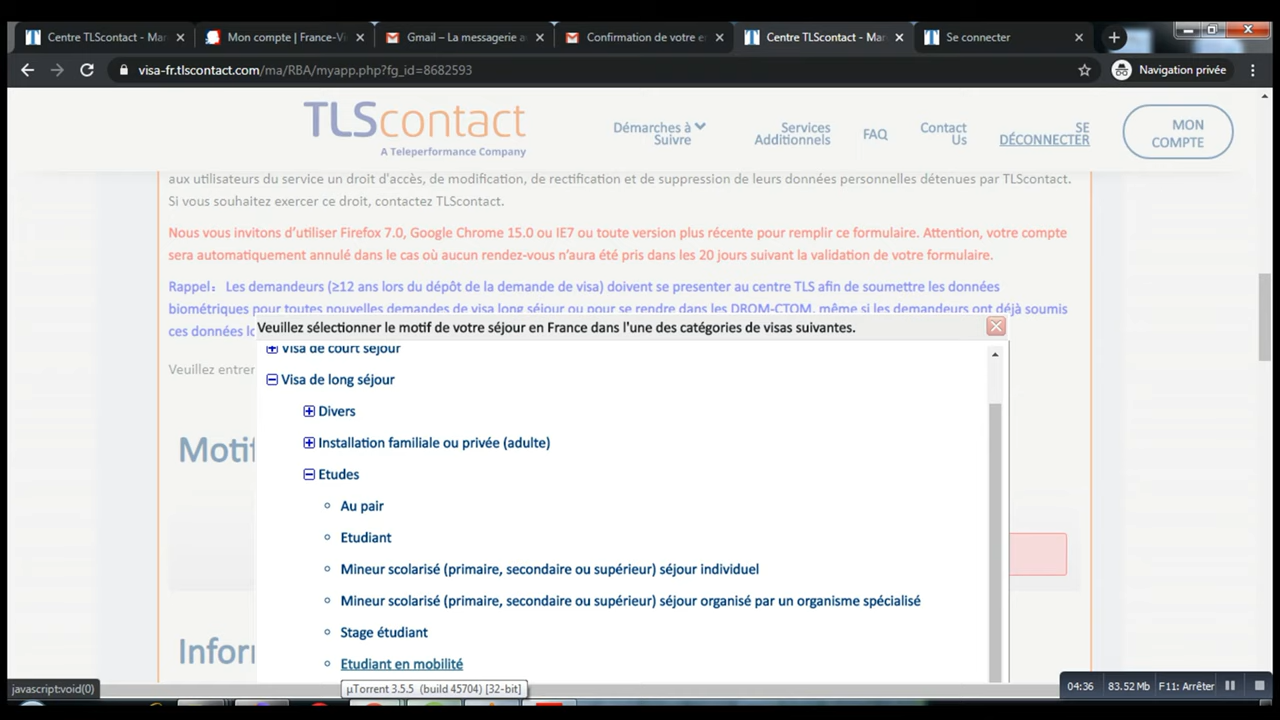 Centre TLScontact - Mar
Mon compte | France-Vi
Gmail – La messagerie a
Confirmation de votre e
Centre TLScontact - Mar
Se connecter
visa-fr.tlscontact.com/ma/RBA/myapp.php?fg_id=8682593
Navigation privée
TLScontact
A Teleperformance Company
Démarches à Suivre
Services Additionnels
FAQ
Contact Us
SE DÉCONNECTER
MON COMPTE
aux utilisateurs du service un droit d'accès, de modification, de rectification et de suppression de leurs données personnelles détenues par TLScontact.
Si vous souhaitez exercer ce droit, contactez TLScontact.
Nous vous invitons d'utiliser Firefox 7.0, Google Chrome 15.0 ou IE7 ou toute version plus récente pour remplir ce formulaire. Attention, votre compte
sera automatiquement annulé dans le cas où aucun rendez-vous n'aura été pris dans les 20 jours suivant la validation de votre formulaire.
Rappel： Les demandeurs (≥12 ans lors du dépôt de la demande de visa) doivent se presenter au centre TLS afin de soumettre les données
biométriques pour toutes nouvelles demandes de visa long séjour ou pour se rendre dans les DROM-CTOM, même si les demandeurs ont déjà soumis
ces données l
Veuillez sélectionner le motif de votre séjour en France dans l'une des catégories de visas suivantes.
Veuillez entrer
Visa de court séjour
Visa de long séjour
Divers
Motif
Installation familiale ou privée (adulte)
Etudes
Au pair
Etudiant
Mineur scolarisé (primaire, secondaire ou supérieur) séjour individuel
Mineur scolarisé (primaire, secondaire ou supérieur) séjour organisé par un organisme spécialisé
Stage étudiant
Infor
Etudiant en mobilité
javascript:void(0)
µTorrent 3.5.5 (build 45704) [32-bit]
04:36
83.52 Mb
F11: Arrêter